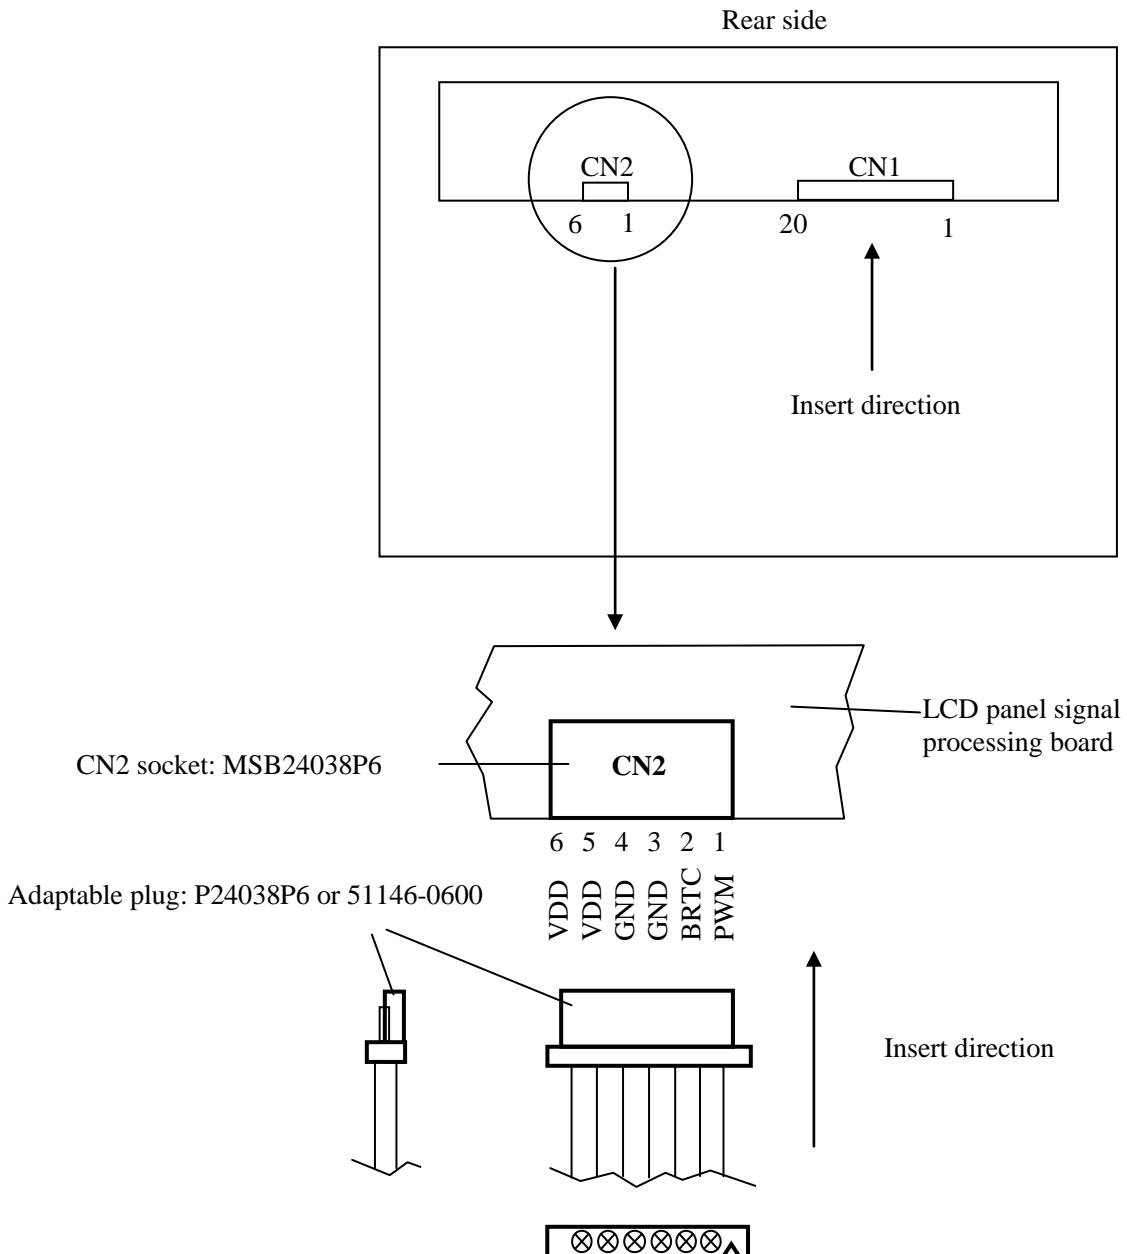 Rear side
CN2
CN1
6 1
20 1
Insert direction
LCD panel signal
processing board
CN2 socket: MSB24038P6
CN2
6 5 4 3 2 1
VDD VDD GND GND BRTC PWM
Adaptable plug: P24038P6 or 51146-0600
Insert direction